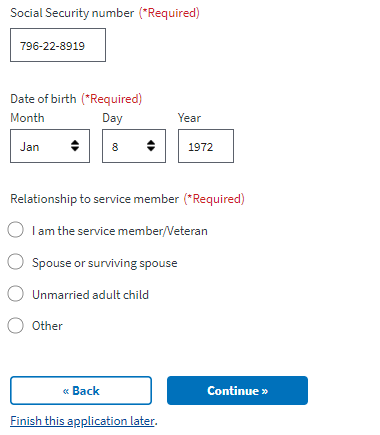 Social Security number (*Required)
796-22-8919
Date of birth (*Required)
Month Day Year
Jan 8 1972
Relationship to service member (*Required)
I am the service member/Veteran
Spouse or surviving spouse
Unmarried adult child
Other
« Back Continue »
Finish this application later.